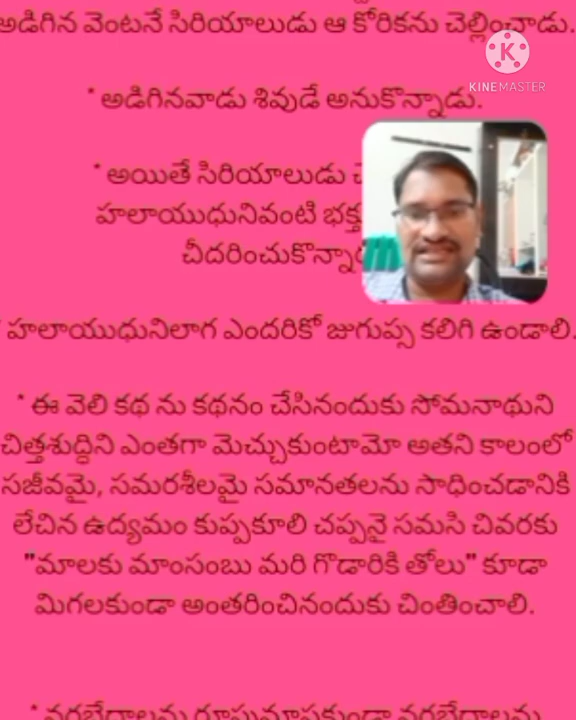 అడిగిన వెంటనే సిరియాలుడు ఆ కోరికను చెల్లించాడు.
KINEMASTER
* అడిగినవాడు శివుడే అనుకొన్నాడు.
* అయితే సిరియాలుడు
హలాయుధునివంటి
చీదరించుకొన్నా
హలాయుధునిలాగ ఎందరికో జుగుప్స కలిగి ఉండాలి.
* ఈ వెలి కథ ను కథనం చేసినందుకు సోమనాథుని
చిత్తశుద్ధిని ఎంతగా మెచ్చుకుంటామో అతని కాలంలో
సజీవమై, సమరశీలమై సమానతలను సాధించడానికి
లేచిన ఉద్యమం కుప్పకూలి చప్పనై సమసి చివరకు
"మాలకు మాంసంబు మరి గొడారికి తోలు" కూడా
మిగలకుండా అంతరించినందుకు చింతించాలి.